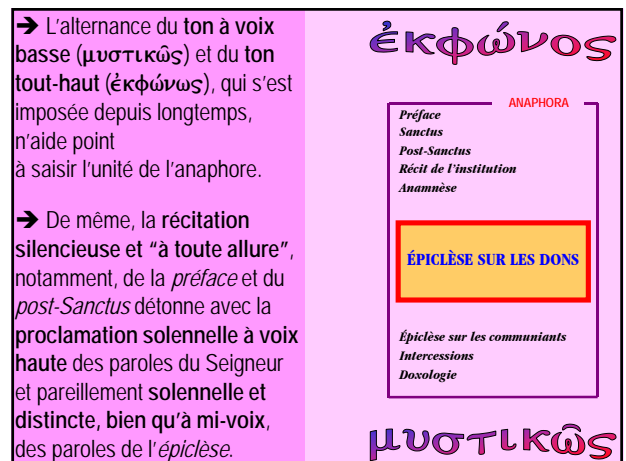 ➔ L'alternance du ton à voix
basse (μυστικῶς) et du ton
tout-haut (ἐκφώνως), qui s'est
imposée depuis longtemps,
n'aide point
à saisir l'unité de l'anaphore.
➔ De même, la récitation
silencieuse et “à toute allure”,
notamment, de la préface et du
post-Sanctus détonne avec la
proclamation solennelle à voix
haute des paroles du Seigneur
et pareillement solennelle et
distincte, bien qu'à mi-voix,
des paroles de l'épiclèse.
ἐκφώνος
ANAPHORA
Préface
Sanctus
Post-Sanctus
Récit de l'institution
Anamnèse
ÉPICLÈSE SUR LES DONS
Épiclèse sur les communiants
Intercessions
Doxologie
μυστικῶς